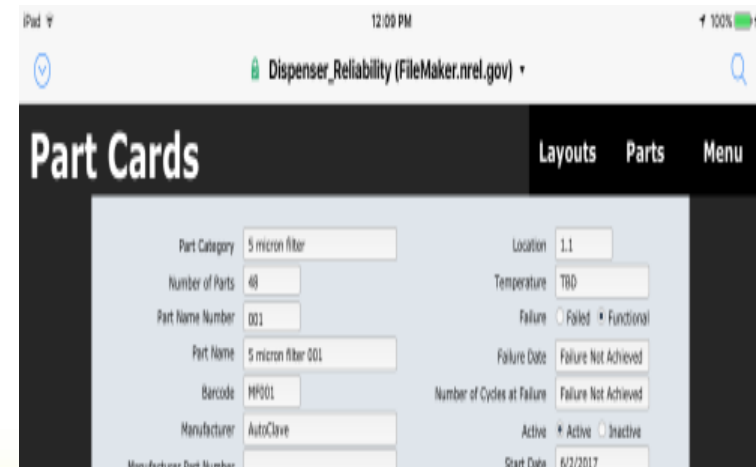 iPad 12:09 PM 100%
Dispenser_Reliability (FileMaker.nrel.gov)
Part Cards Layouts Parts Menu
Part Category 5 micron filter Location 1.1
Number of Parts 48 Temperature TBD
Part Name Number 001 Failure Failed Functional
Part Name 5 micron filter 001 Failure Date Failure Not Achieved
Barcode MF001 Number of Cycles at Failure Failure Not Achieved
Manufacturer AutoClave Active Active Inactive
Manufacturer Part Number Start Date 6/2/2017